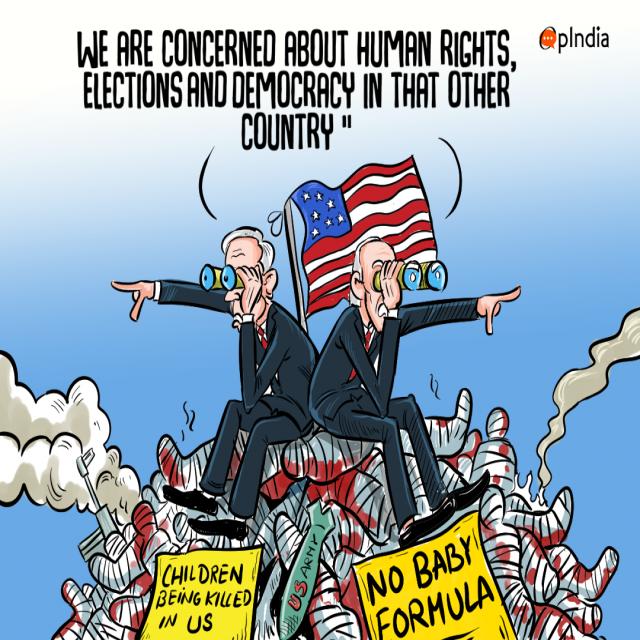 OpIndia
WE ARE CONCERNED ABOUT HUMAN RIGHTS,
ELECTIONS AND DEMOCRACY IN THAT OTHER
COUNTRY "
US ARMY
CHILDREN
BEING KILLED
IN US
NO BABY
FORMULA